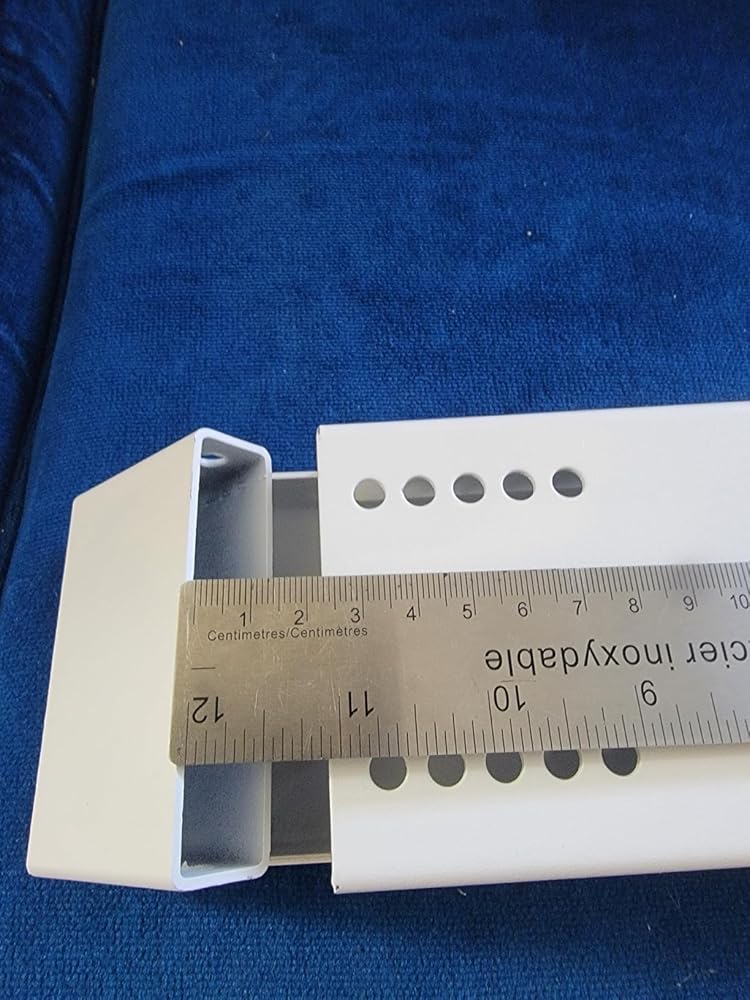 1 2 3 4 5 6 7 8 9 10
Centimetres/Centimètres
cier inoxydable
12 11 10 9